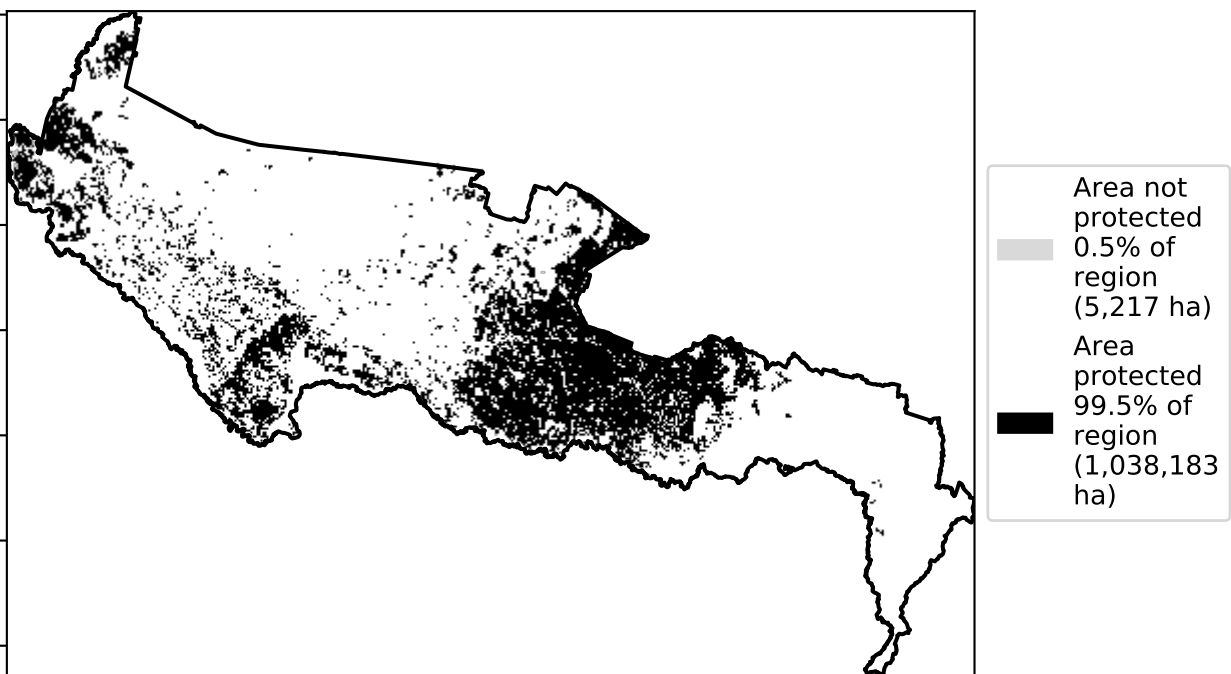 Area not
protected
0.5% of
region
(5,217 ha)
Area
protected
99.5% of
region
(1,038,183
ha)